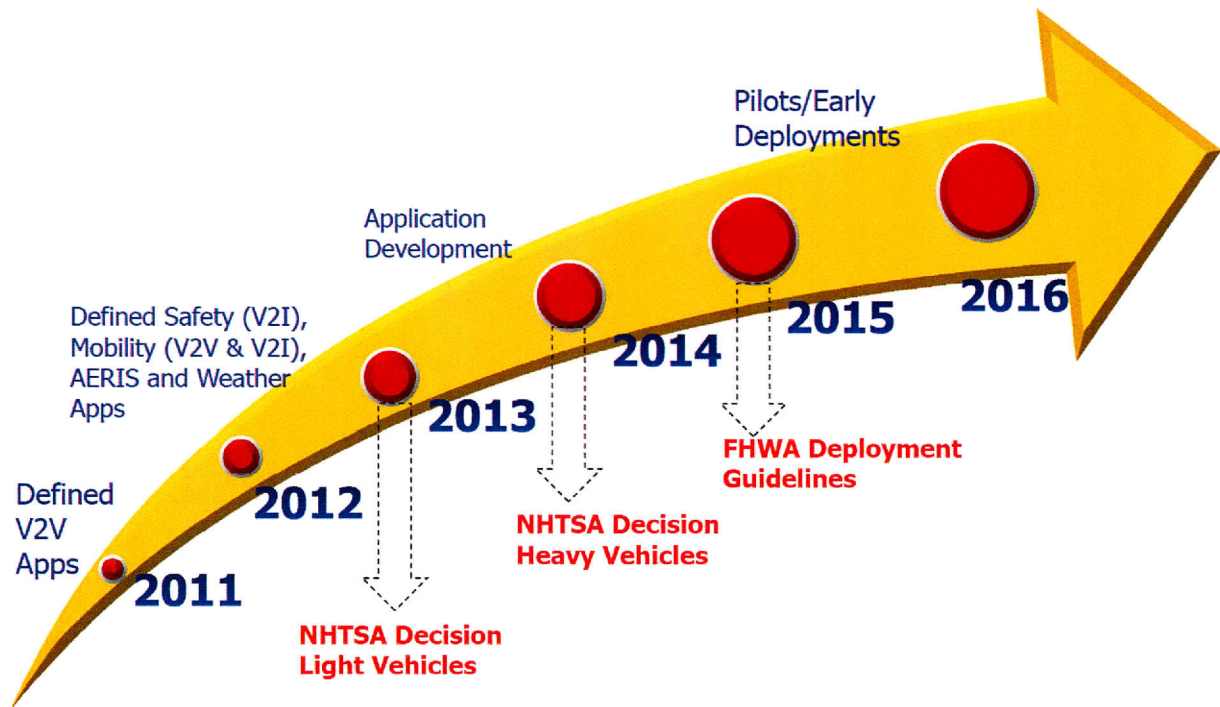 Pilots/Early
Deployments
Application
Development
Defined Safety (V2I),
Mobility (V2V & V2I),
AERIS and Weather
Apps
Defined
V2V
Apps
2011
2012
2013
2014
2015
2016
NHTSA Decision
Light Vehicles
NHTSA Decision
Heavy Vehicles
FHWA Deployment
Guidelines